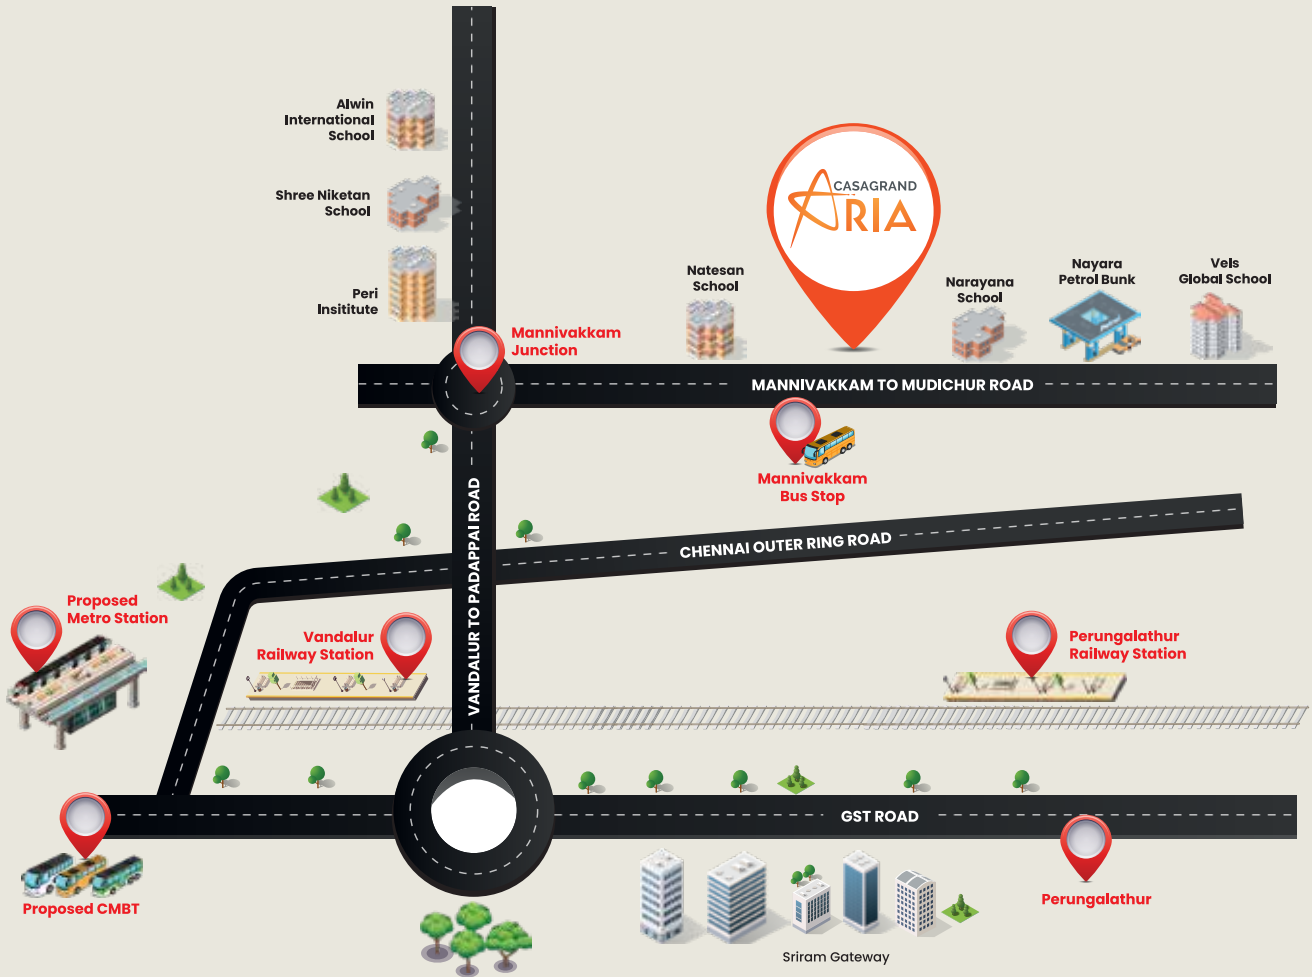 Alwin
International
School
Shree Niketan
School
Peri
Insititute
Mannivakkam
Junction
Natesan
School
CASAGRAND
ARIA
Narayana
School
Nayara
Petrol Bunk
Vels
Global School
MANNIVAKKAM TO MUDICHUR ROAD
Mannivakkam
Bus Stop
VANDALUR TO PADAPPAI ROAD
CHENNAI OUTER RING ROAD
Proposed
Metro Station
Vandalur
Railway Station
Perungalathur
Railway Station
GST ROAD
Proposed CMBT
Perungalathur
Sriram Gateway